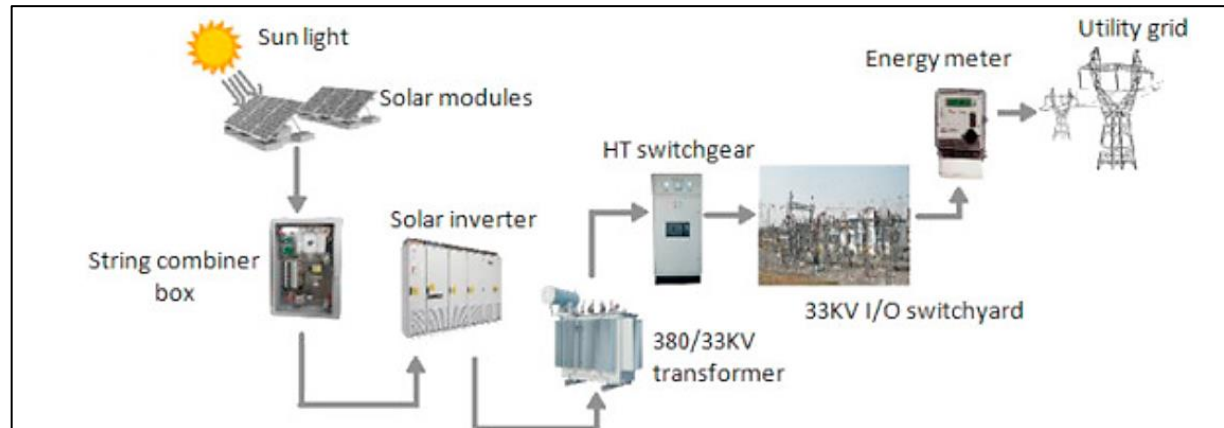 Sun light
Solar modules
String combiner
box
Solar inverter
380/33KV
transformer
HT switchgear
33KV I/O switchyard
Energy meter
Utility grid